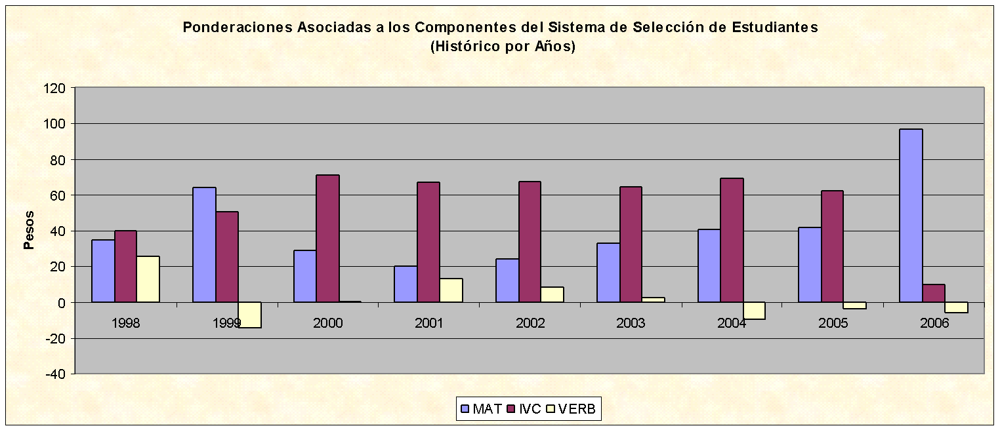 Ponderaciones Asociadas a los Componentes del Sistema de Selección de Estudiantes
(Histórico por Años)
120
100
80
60
40
20
0
-20
-40
Pesos
1998 1999 2000 2001 2002 2003 2004 2005 2006
MAT IVC VERB